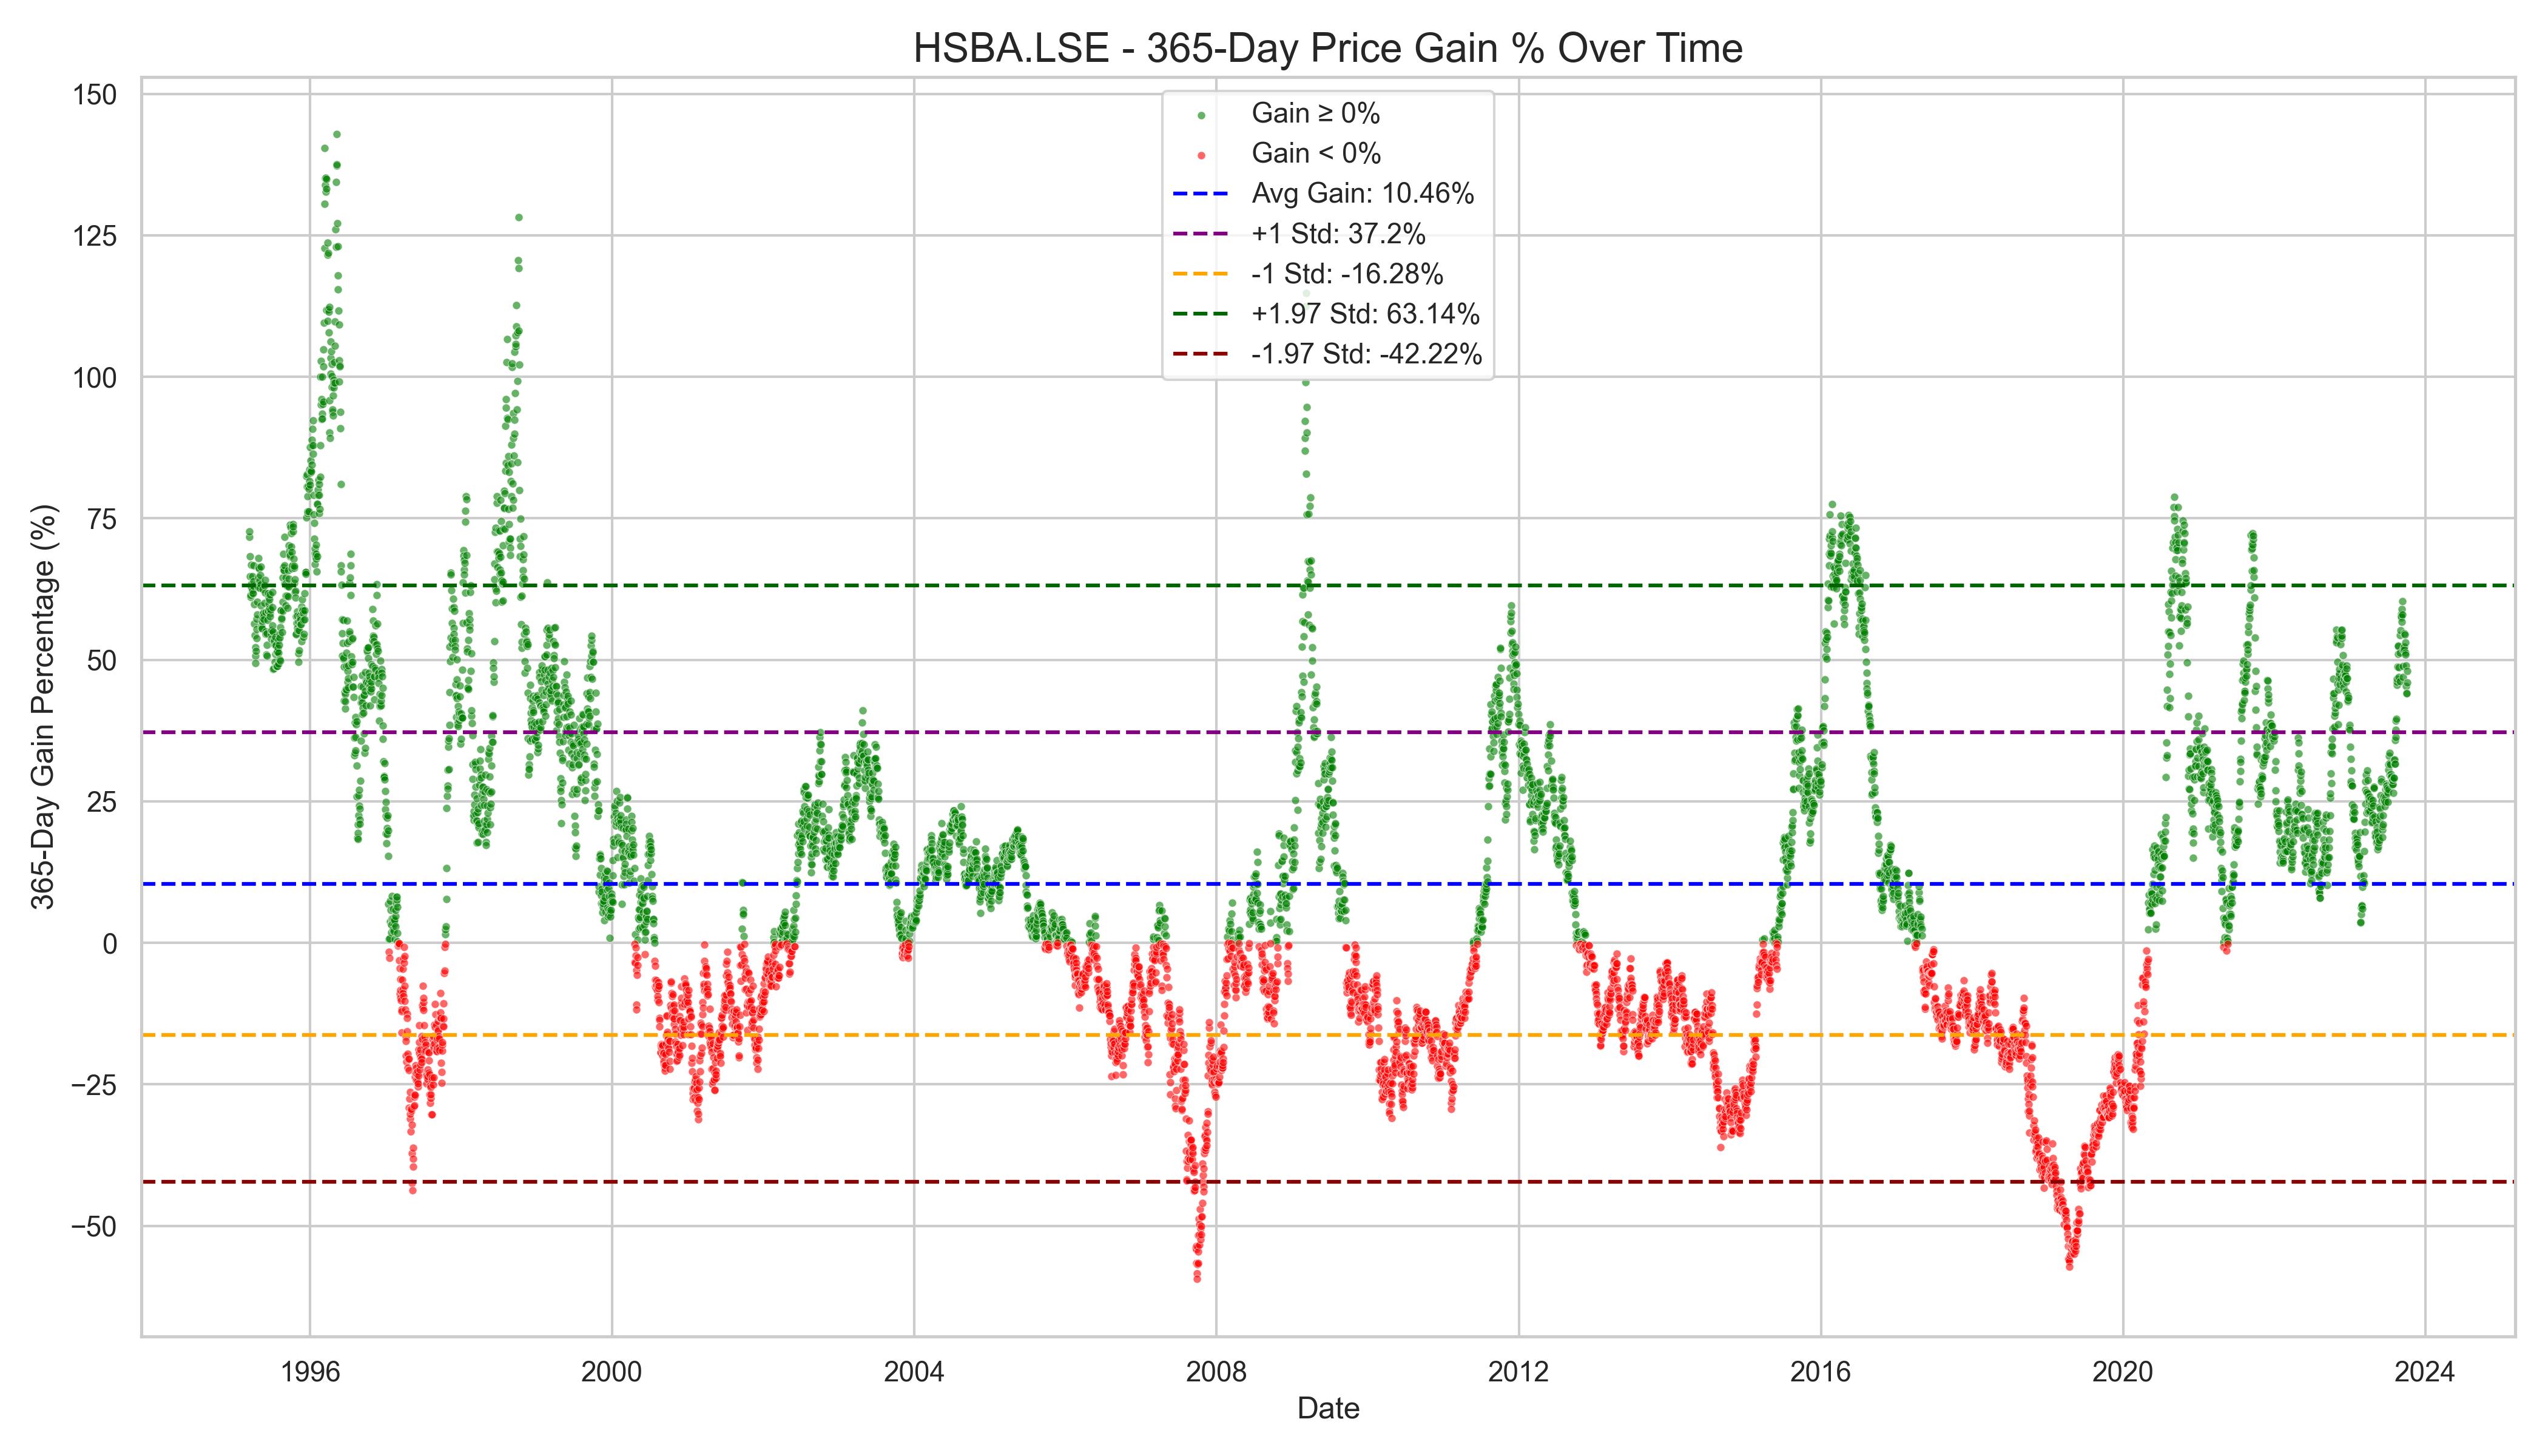 HSBA.LSE - 365-Day Price Gain % Over Time
Gain ≥ 0%
Gain < 0%
Avg Gain: 10.46%
+1 Std: 37.2%
-1 Std: -16.28%
+1.97 Std: 63.14%
-1.97 Std: -42.22%
365-Day Gain Percentage (%)
150
125
100
75
50
25
0
−25
−50
1996
2000
2004
2008
2012
2016
2020
2024
Date